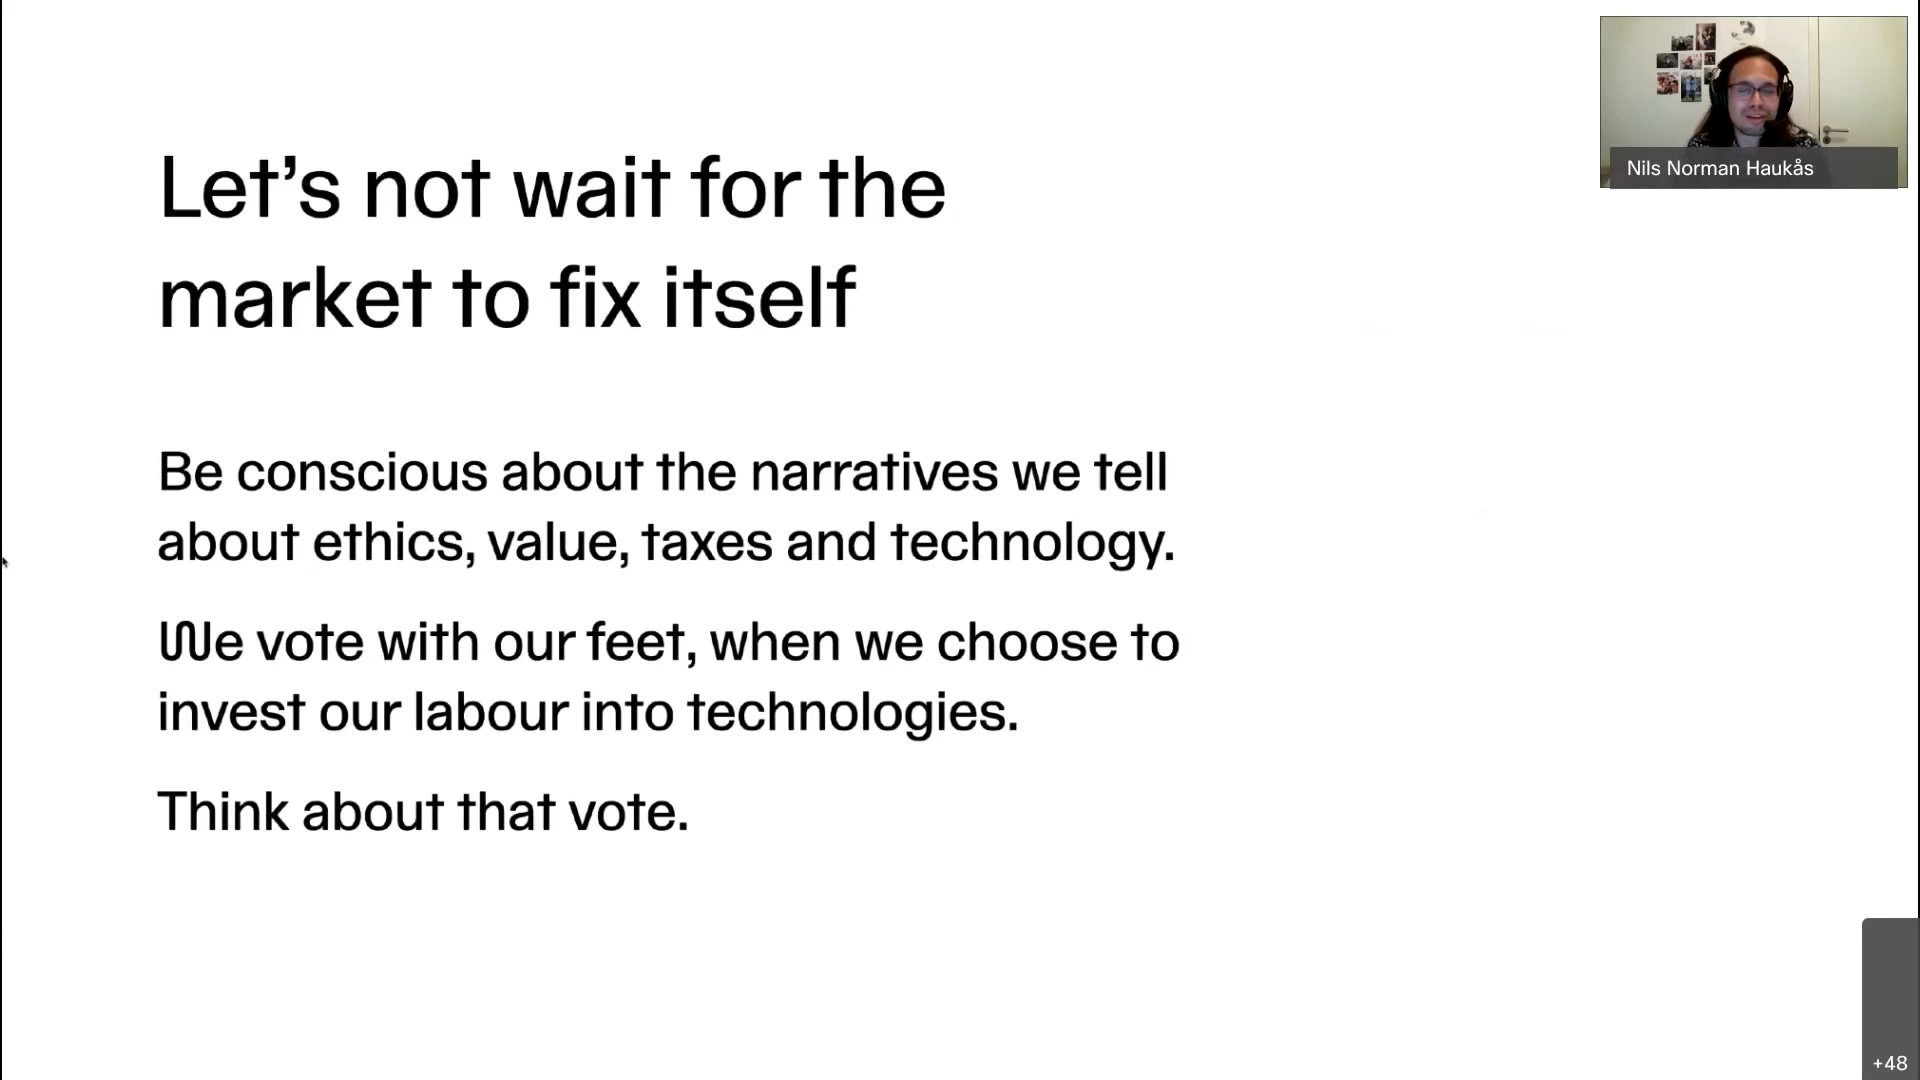 Let’s not wait for the
market to fix itself
Be conscious about the narratives we tell
about ethics, value, taxes and technology.
We vote with our feet, when we choose to
invest our labour into technologies.
Think about that vote.
Nils Norman Haukås
+48